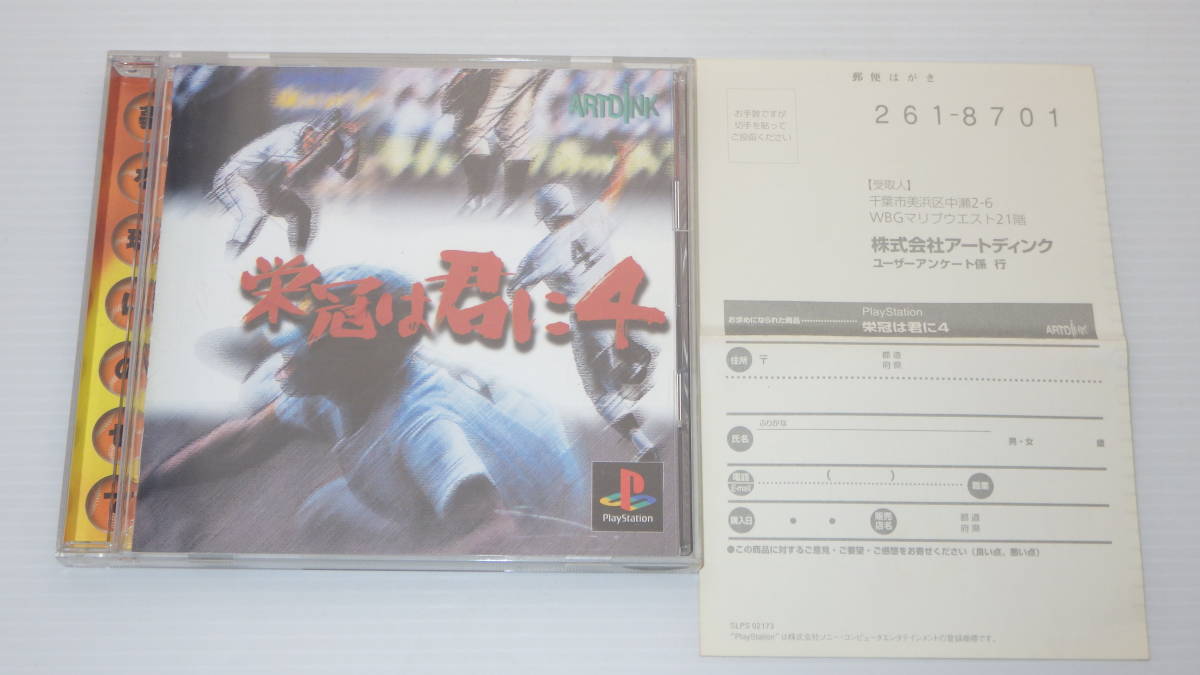 ARTDINK
栄冠は君に4
4
PlayStation
郵便はがき
お手数ですが
切手を貼って
ご投函ください
261-8701
【受取人】
千葉市美浜区中瀬2-6
WBGマリブウエスト21階
株式会社アートディンク
ユーザーアンケート係 行
お求めになられた商品
PlayStation
栄冠は君に4
ARTDINK
住所 〒 都道
府県
ふりがな
氏名 男・女 歳
電話 ( ) 職業
E-mail
購入日 ・ ・ 販売店名 都道
府県
●この商品に対するご意見・ご要望・ご感想をお寄せください(良い点、悪い点)
SLPS 02173
"PlayStation"は株式会社ソニー・コンピュータエンタテインメントの登録商標です。